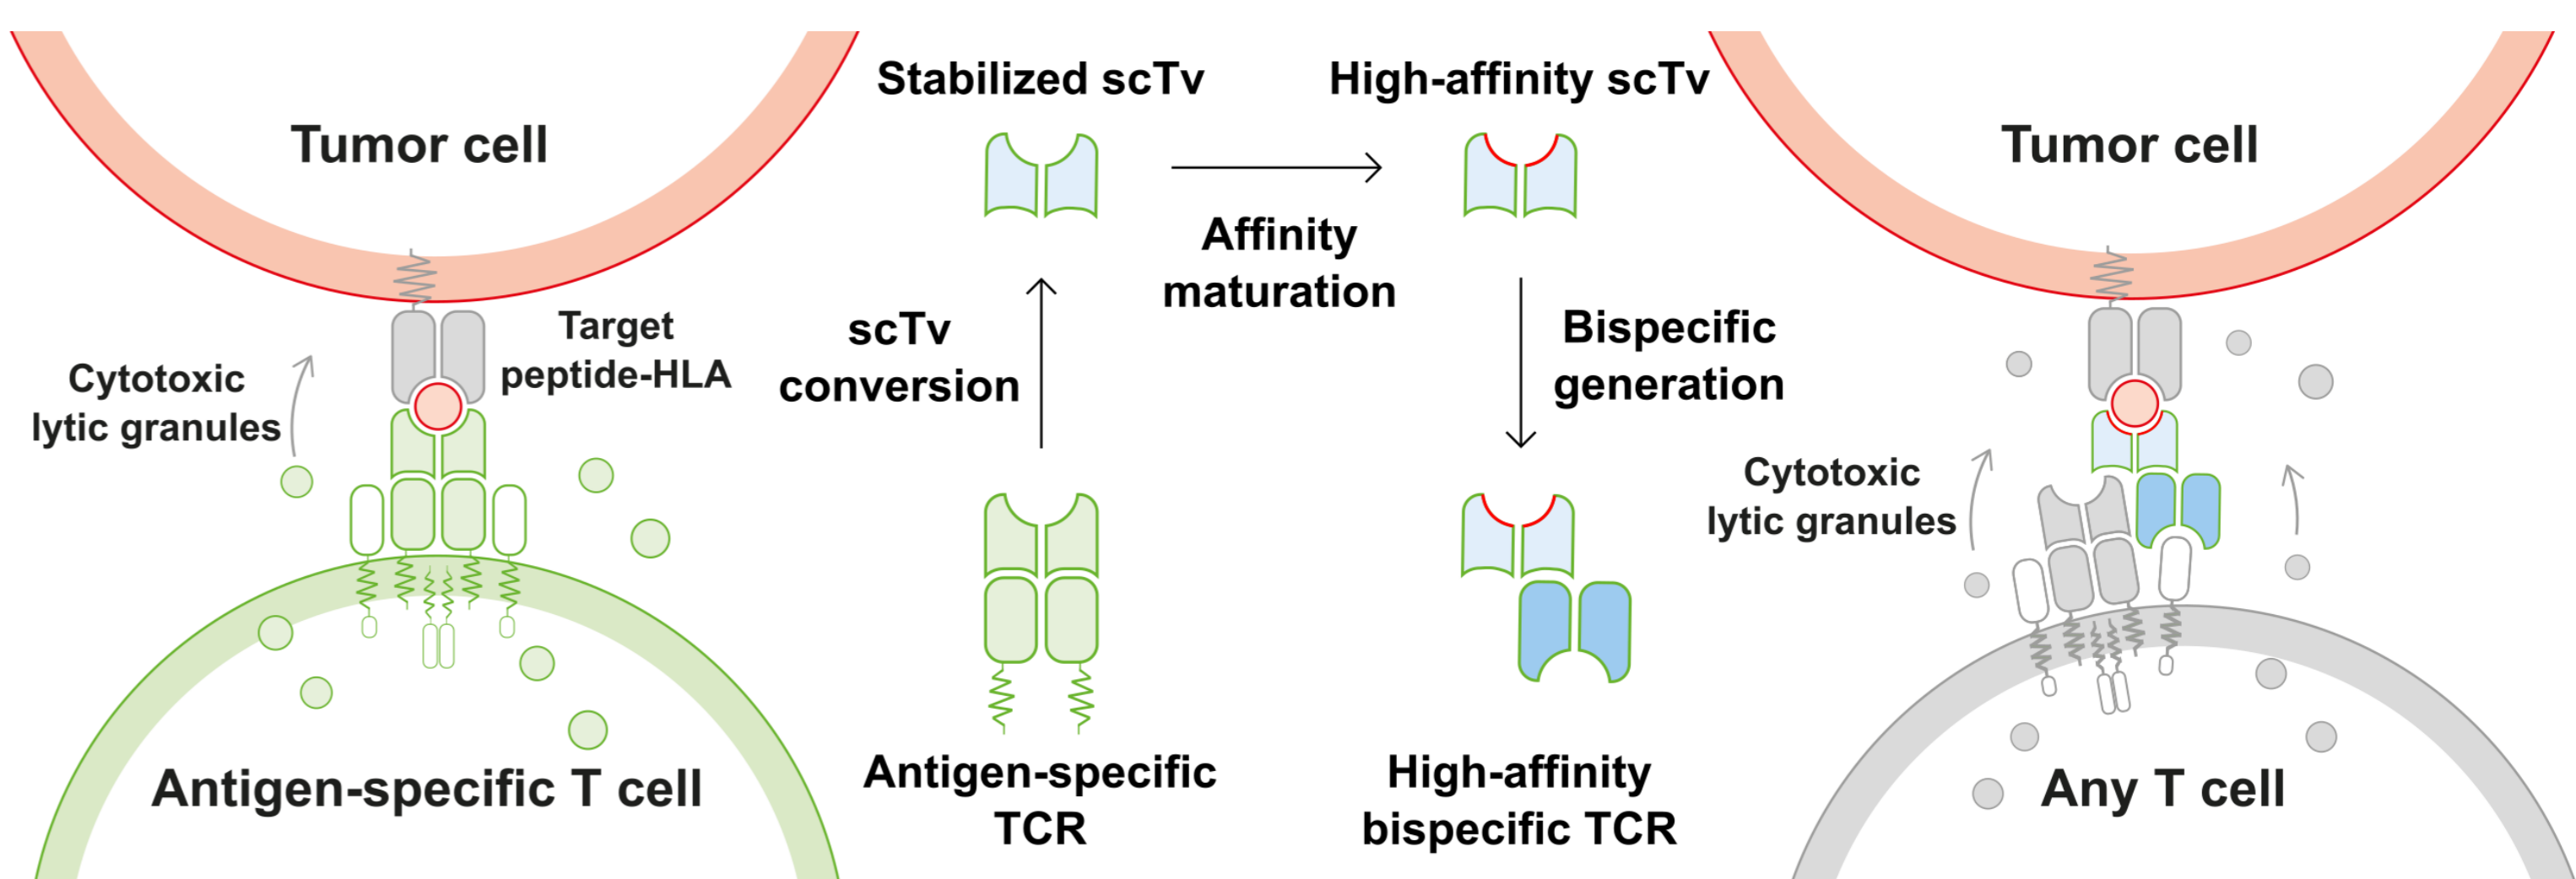 Tumor cell
Target
peptide-HLA
Cytotoxic
lytic granules
Antigen-specific T cell
Stabilized scTv
High-affinity scTv
Affinity
maturation
scTv
conversion
Bispecific
generation
Antigen-specific
TCR
High-affinity
bispecific TCR
Tumor cell
Cytotoxic
lytic granules
Any T cell